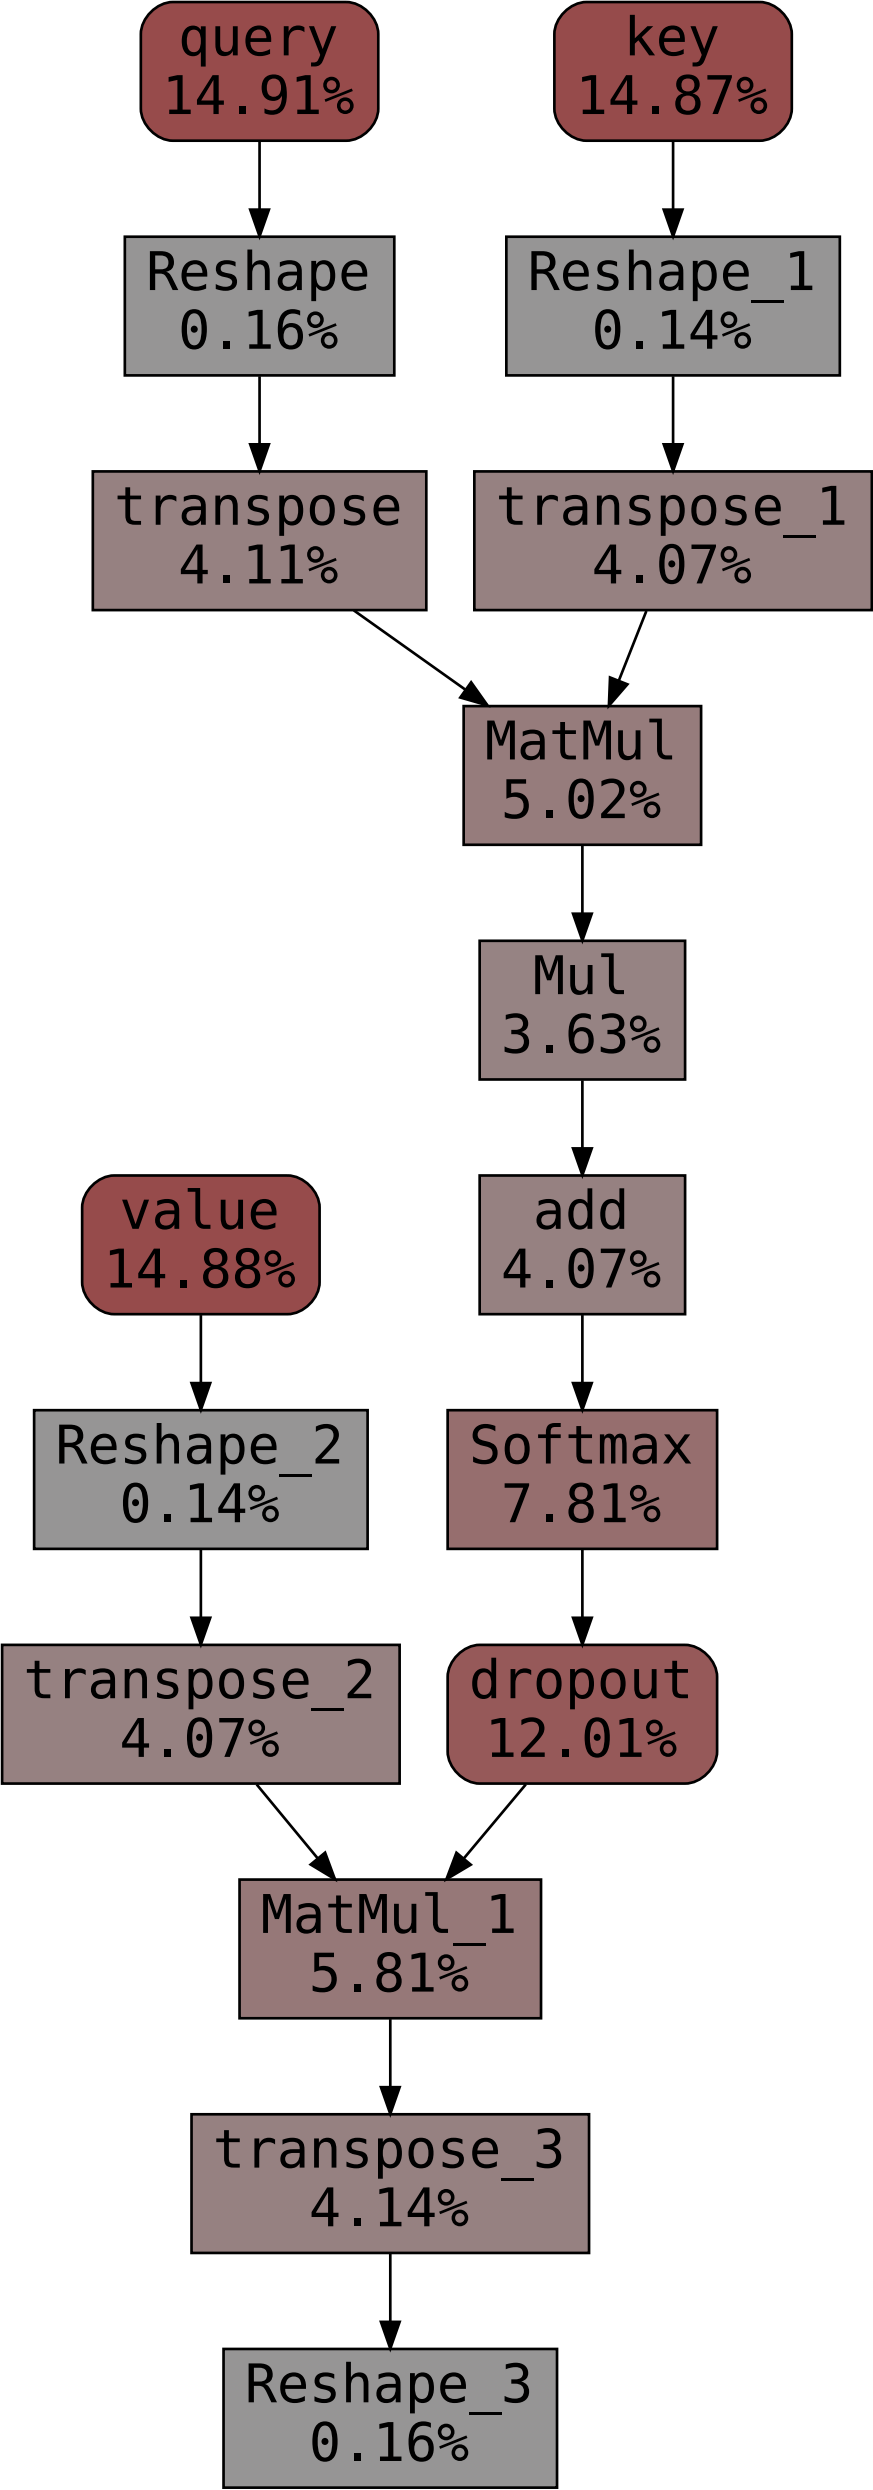 query
14.91%
key
14.87%
Reshape
0.16%
Reshape_1
0.14%
transpose
4.11%
transpose_1
4.07%
MatMul
5.02%
Mul
3.63%
add
4.07%
value
14.88%
Softmax
7.81%
Reshape_2
0.14%
dropout
12.01%
transpose_2
4.07%
MatMul_1
5.81%
transpose_3
4.14%
Reshape_3
0.16%